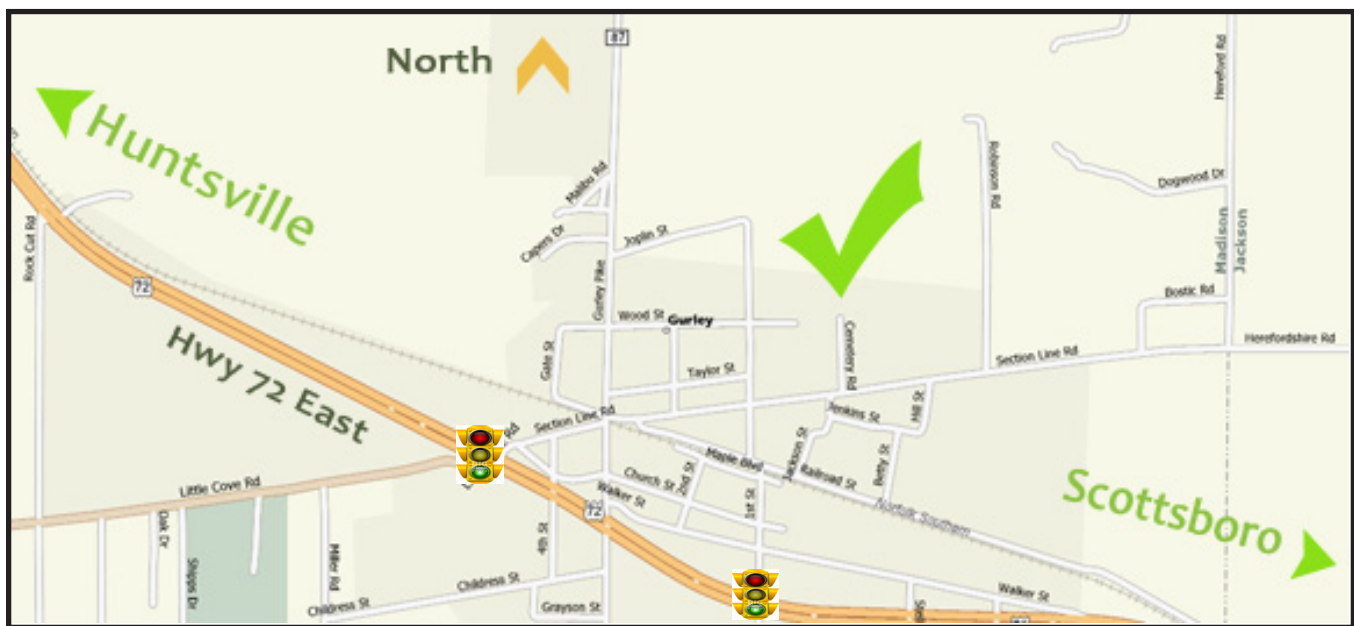 87
North
Hereford Rd
Huntsville
Robinson Rd
Malibu Rd
Dogwood Dr
Capers Dr
Joplin St
Rock Cut Rd
Madison
Jackson
72
Gurley Pike
Bostic Rd
Wood St
Gurley
Herefordshire Rd
Hwy 72 East
Gate St
Cemetery Rd
Section Line Rd
Taylor St
Mill St
Jenkins St
Section Line Rd
Rd
Jackson St
Betty St
Maple Blvd
Railroad St
Church St
2nd St
Little Cove Rd
Walker St
1st St
Norfolk Southern
Scottsboro
72
Oak Dr
4th St
Miller Rd
Shipps Dr
Childress St
Walker St
Childress St
Grayson St